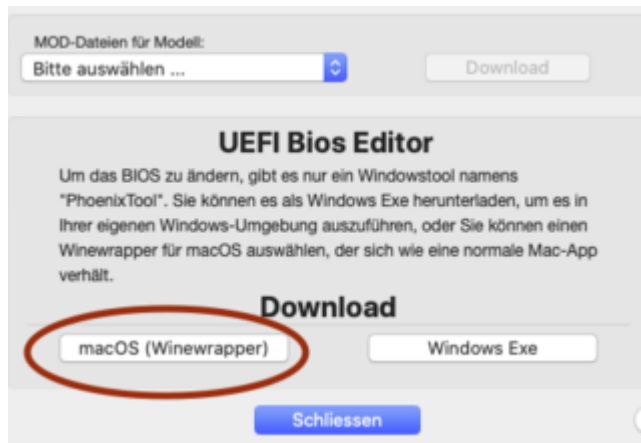 MOD-Dateien für Modell:
Bitte auswählen ...
Download
UEFI Bios Editor
Um das BIOS zu ändern, gibt es nur ein Windowstool namens
"PhoenixTool". Sie können es als Windows Exe herunterladen, um es in
Ihrer eigenen Windows-Umgebung auszuführen, oder Sie können einen
Winewrapper für macOS auswählen, der sich wie eine normale Mac-App
verhält.
Download
macOS (Winewrapper)
Windows Exe
Schliessen